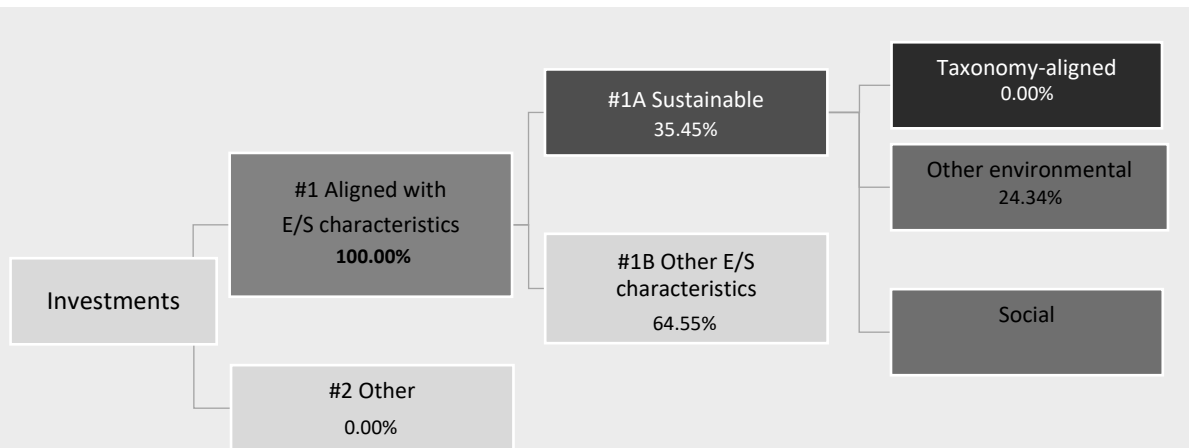 Investments
#1 Aligned with
E/S characteristics
100.00%
#2 Other
0.00%
#1A Sustainable
35.45%
#1B Other E/S
characteristics
64.55%
Taxonomy-aligned
0.00%
Other environmental
24.34%
Social